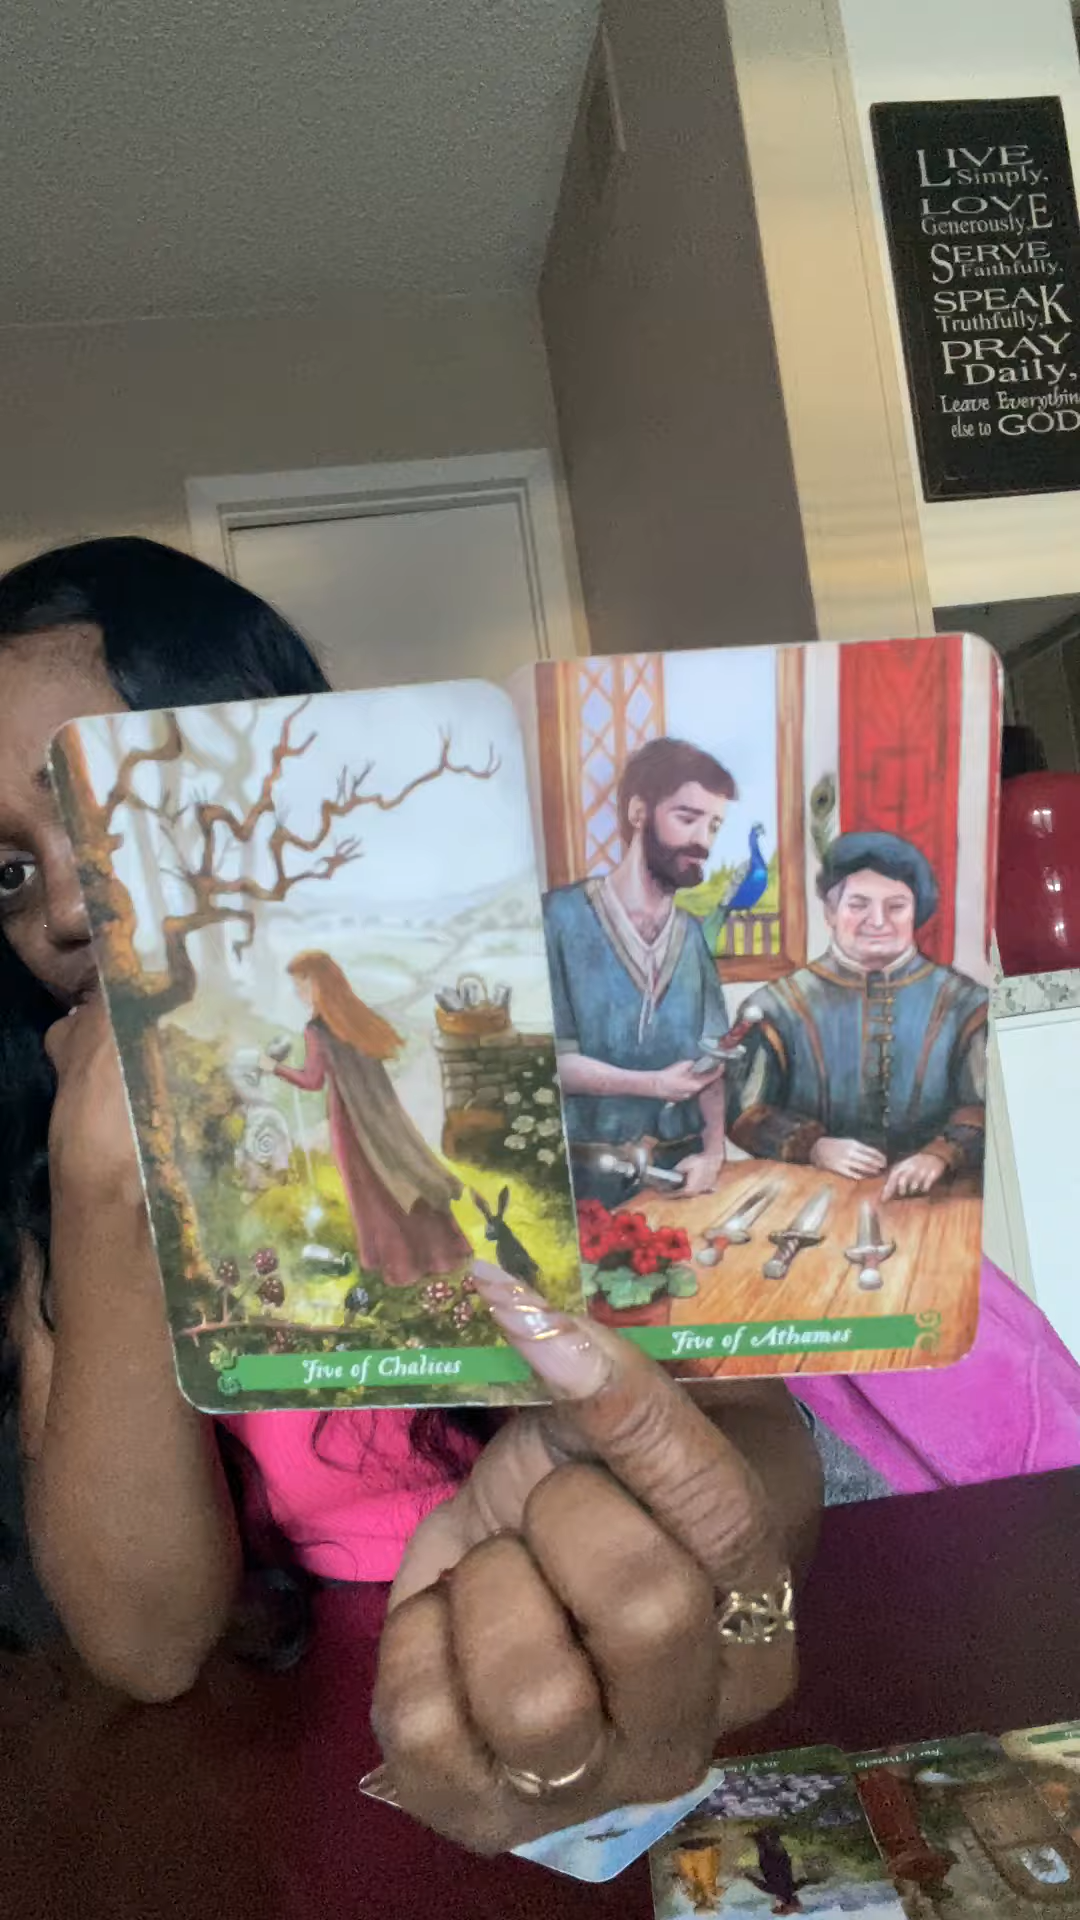 LIVE
Simply,
LOVE
Generously,
SERVE
Faithfully,
SPEAK
Truthfully,
PRAY
Daily,
Leave Everythin
else to GOD
Five of Chalices
Five of Athames